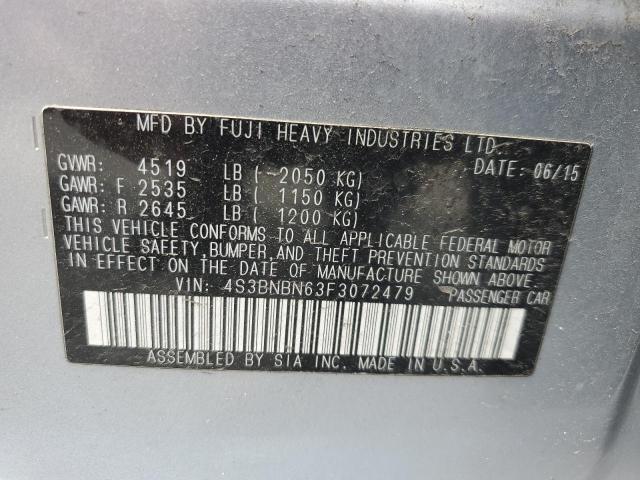 MFD BY FUJI HEAVY INDUSTRIES LTD.
GVWR: 4519 LB ( 2050 KG) DATE: 06/15
GAWR: F 2535 LB ( 1150 KG)
GAWR: R 2645 LB ( 1200 KG)
THIS VEHICLE CONFORMS TO ALL APPLICABLE FEDERAL MOTOR
VEHICLE SAFETY, BUMPER, AND THEFT PREVENTION STANDARDS
IN EFFECT ON THE DATE OF MANUFACTURE SHOWN ABOVE.
VIN: 4S3BNBN63F3072479 PASSENGER CAR
ASSEMBLED BY SIA INC. MADE IN U.S.A.